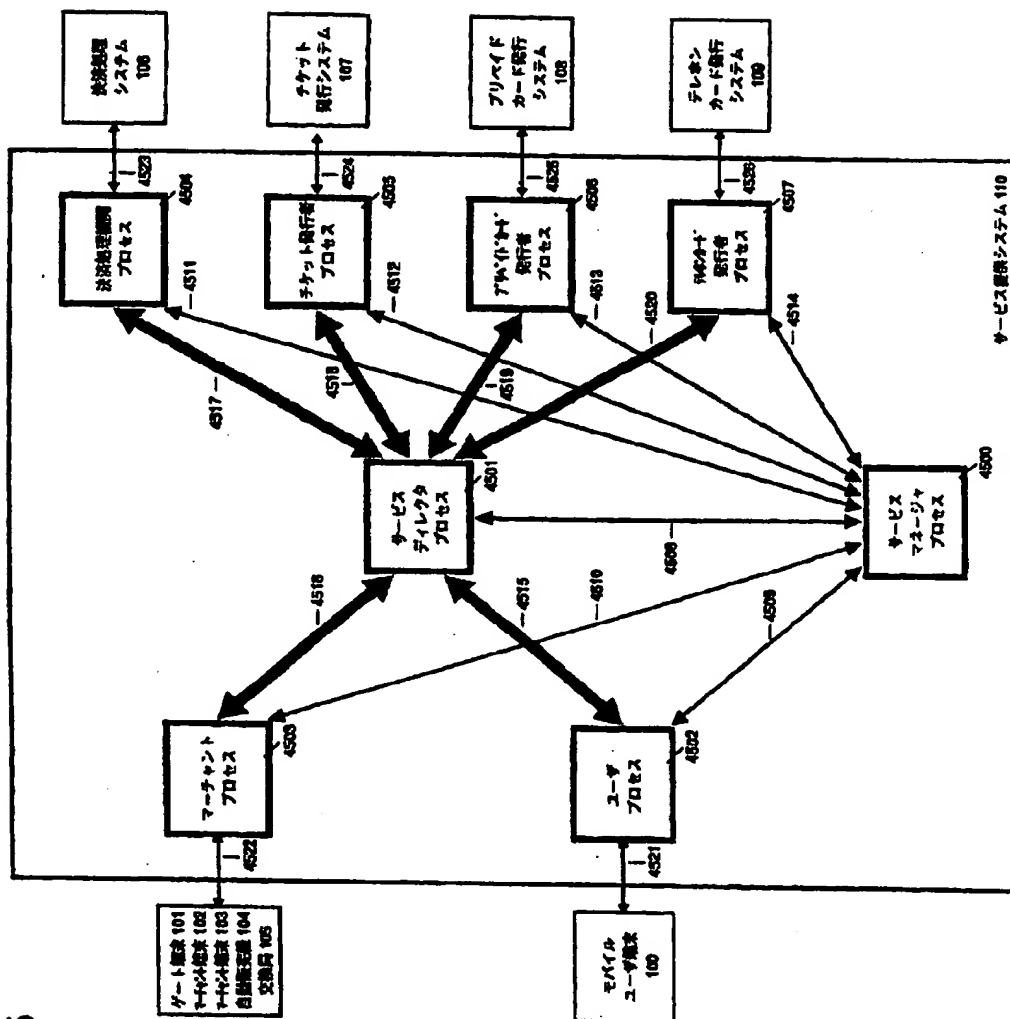 決済処理
システム
106
チケット
発行システム
107
プリペイド
カード発行
システム
108
テレホン
カード発行
システム
109
4523
4524
4525
4526
決済処理機関
プロセス
4504
チケット発行者
プロセス
4505
プリペイドカード
発行者
プロセス
4506
テレホンカード
発行者
プロセス
4507
4511
4512
4513
4520
4514
4517
4518
4519
サービス提供システム 110
サービス
ディレクタ
プロセス
4501
4508
サービス
マネージャ
プロセス
4500
4516
4515
4510
4509
マーチャント
プロセス
4503
ユーザ
プロセス
4502
4522
4521
ゲート端末 101
マーチャント端末 102
マーチャント端末 103
自動販売機 104
交換局 105
モバイル
ユーザ端末
100